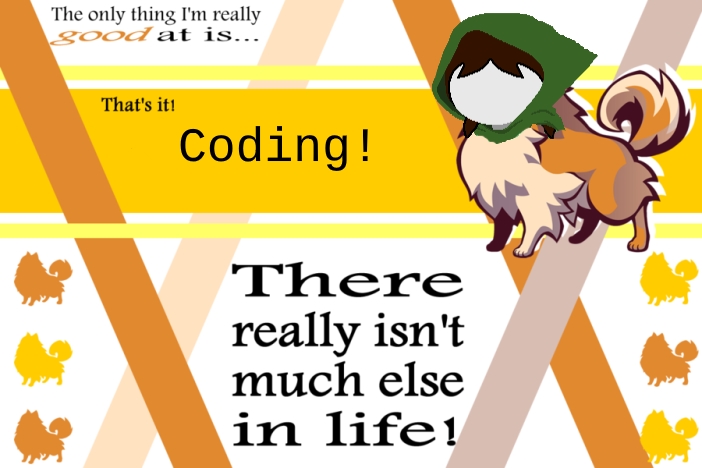 The only thing I'm really
good at is...
That's it!
Coding!
There
really isn't
much else
in life!